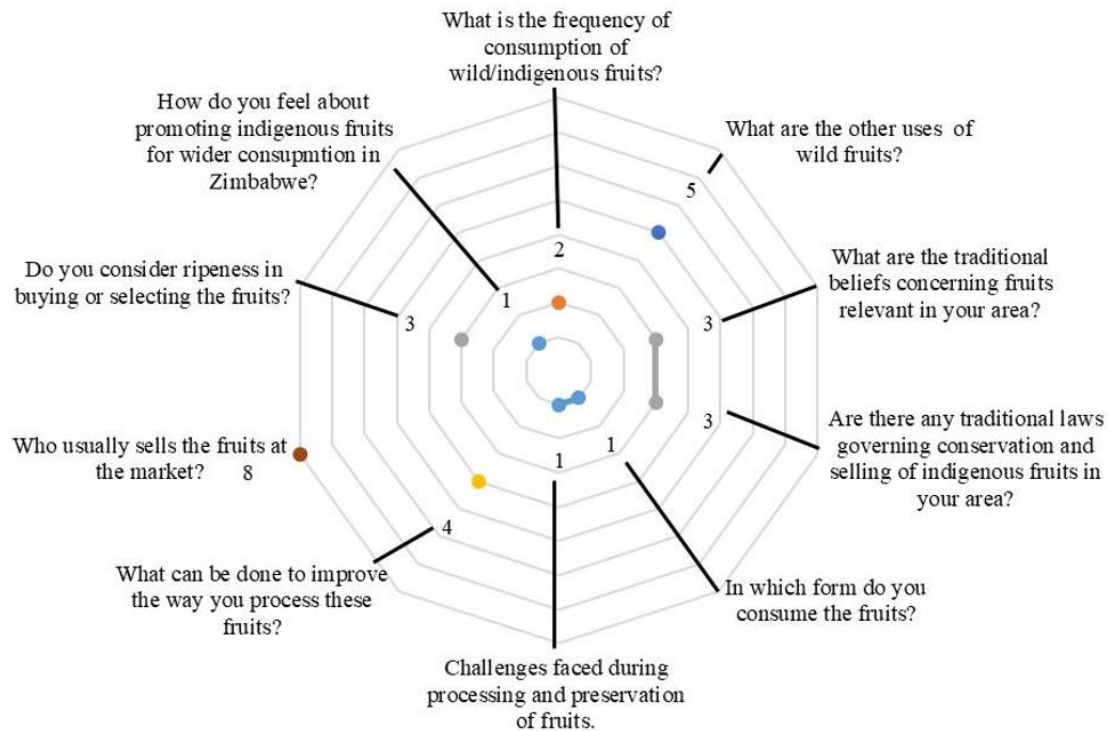 What is the frequency of
consumption of
wild/indigenous fruits?
How do you feel about
promoting indigenous fruits
for wider consupmtion in
Zimbabwe?
What are the other uses of
wild fruits?
5
2
1
Do you consider ripeness in
buying or selecting the fruits?
3
What are the traditional
beliefs concerning fruits
relevant in your area?
3
Are there any traditional laws
governing conservation and
selling of indigenous fruits in
your area?
3
Who usually sells the fruits at
the market?
8
1
1
4
What can be done to improve
the way you process these
fruits?
In which form do you
consume the fruits?
Challenges faced during
processing and preservation
of fruits.